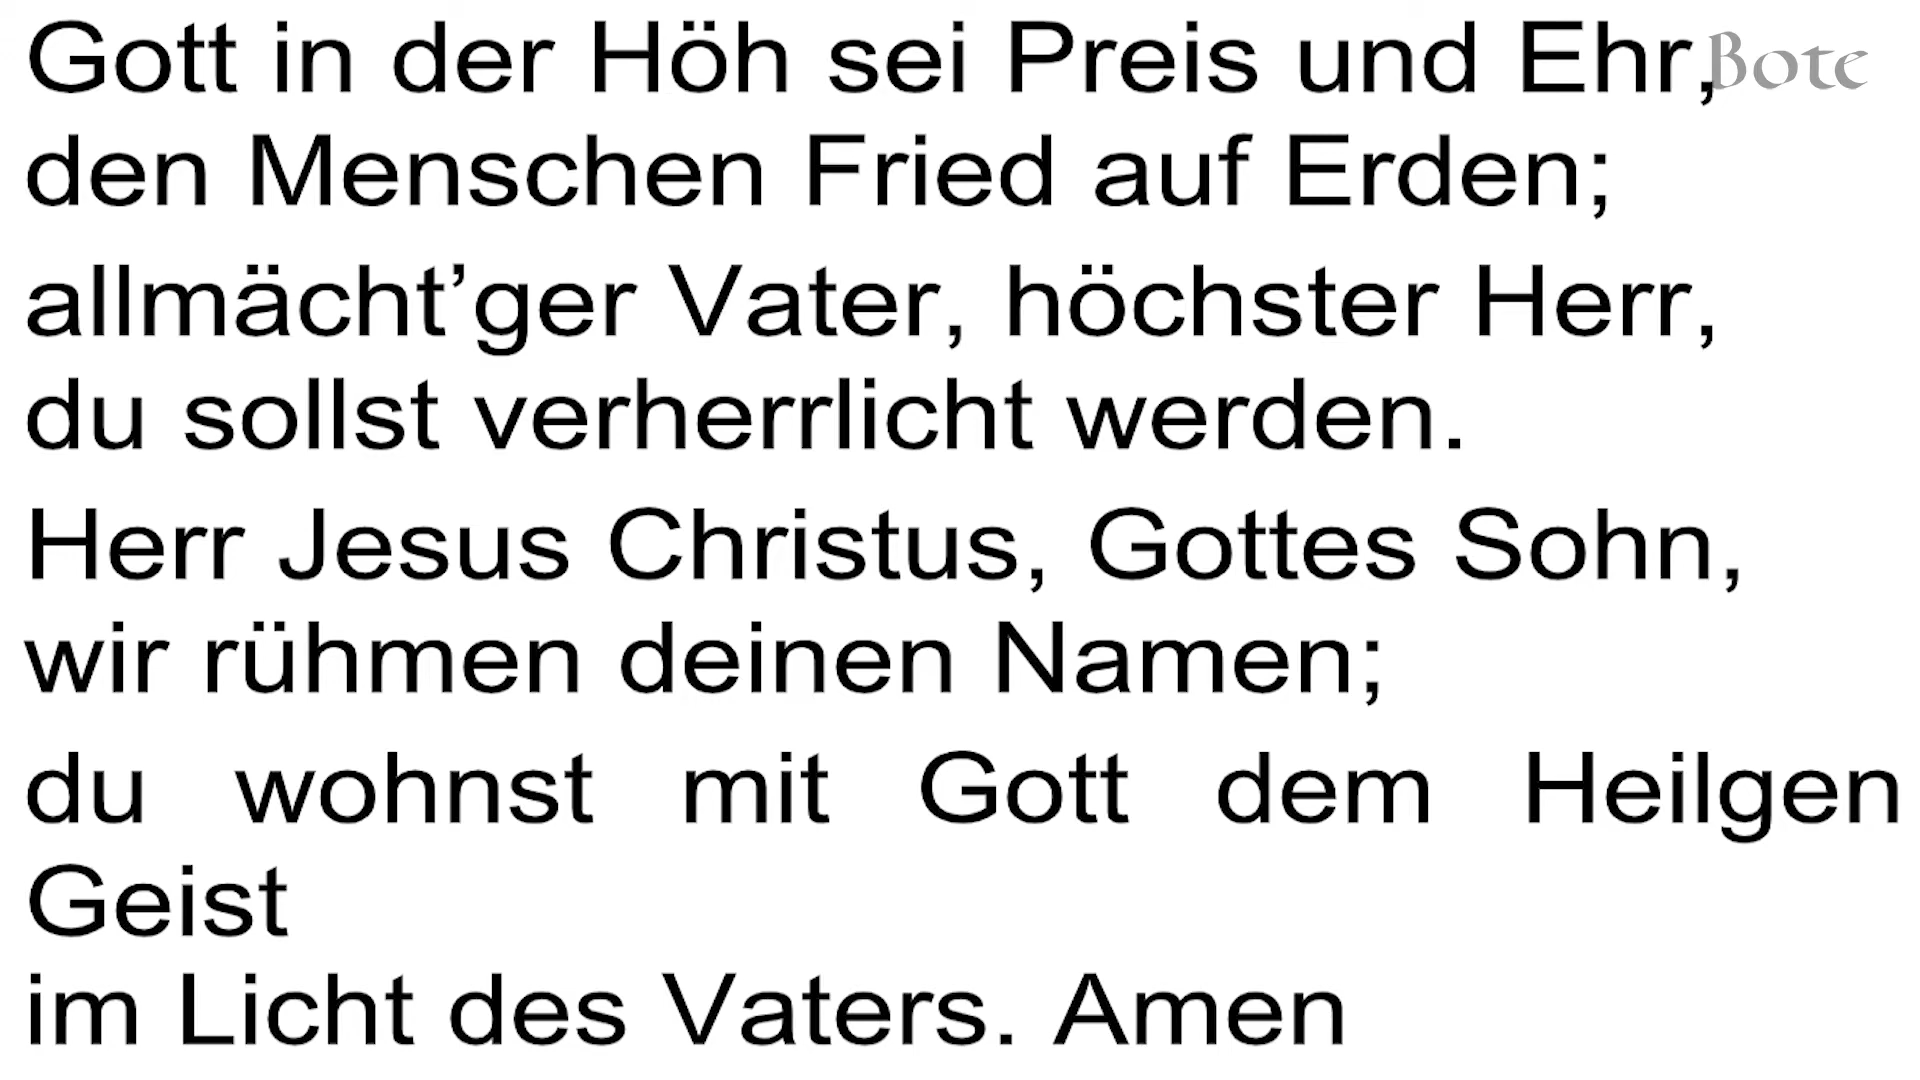 Gott in der Höh sei Preis und Ehr,
Bote
den Menschen Fried auf Erden;
allmächt’ger Vater, höchster Herr,
du sollst verherrlicht werden.
Herr Jesus Christus, Gottes Sohn,
wir rühmen deinen Namen;
du wohnst mit Gott dem Heilgen
Geist
im Licht des Vaters. Amen